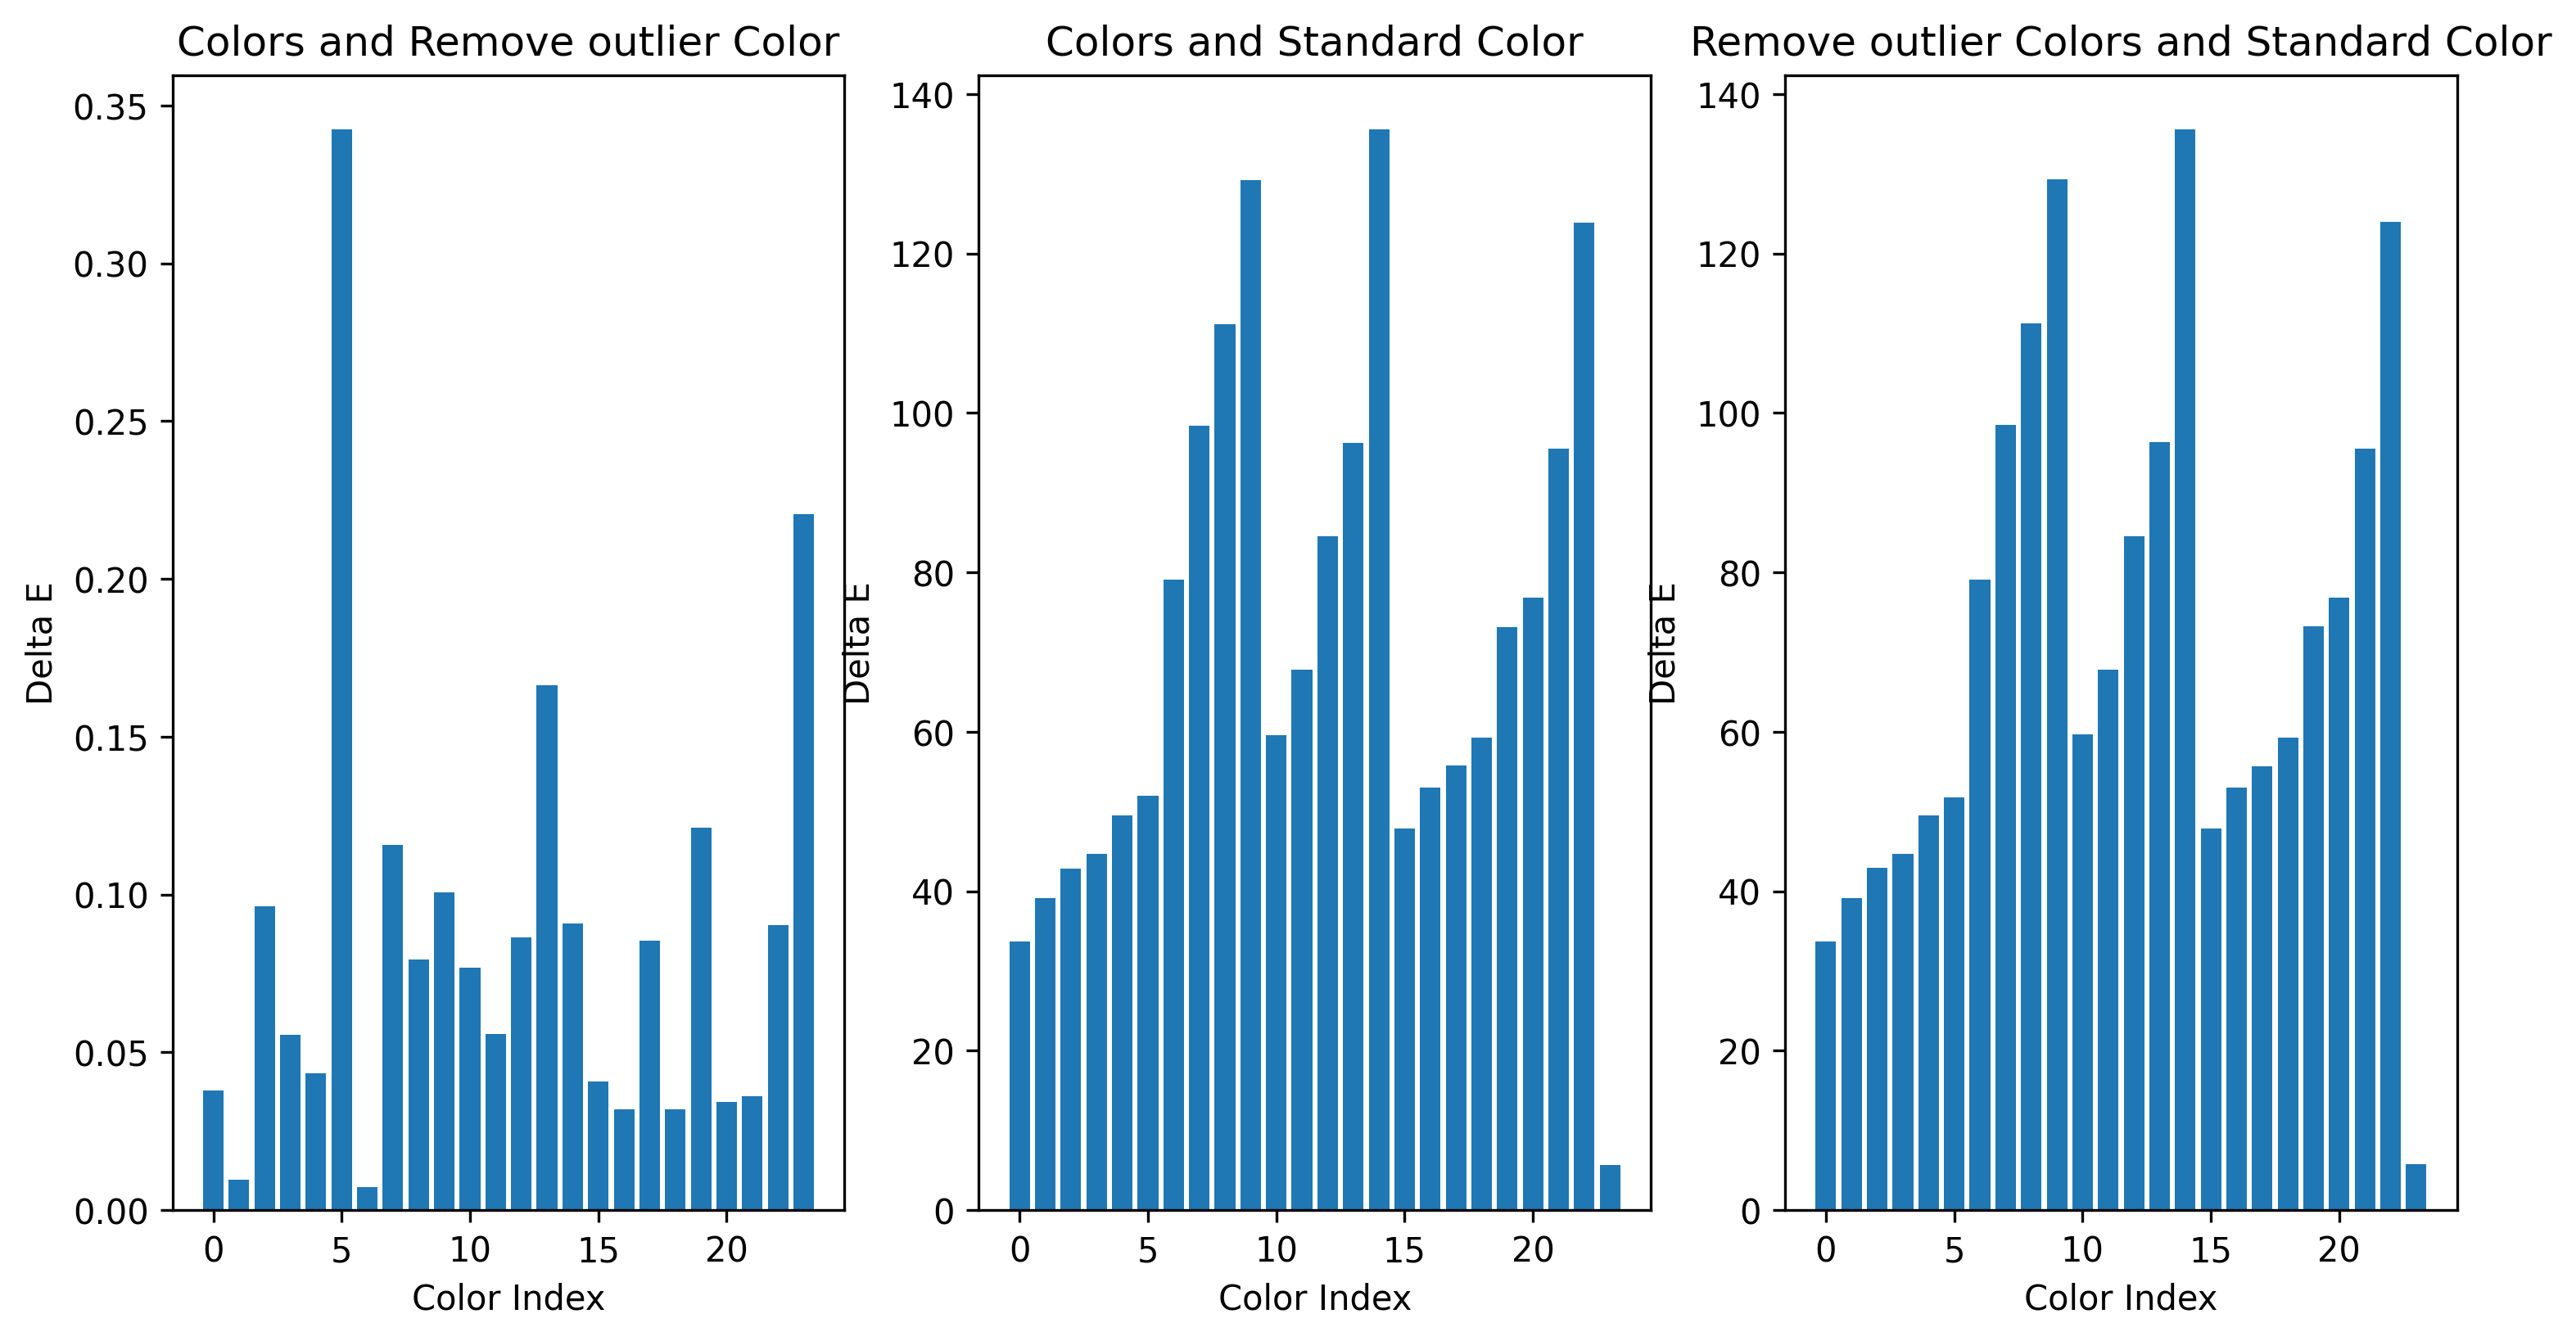 Colors and Remove outlier Color
0.35
0.30
0.25
0.20
0.15
0.10
0.05
0.00
Delta E
0 5 10 15 20
Color Index
Colors and Standard Color
140
120
100
80
60
40
20
0
Delta E
0 5 10 15 20
Color Index
Remove outlier Colors and Standard Color
140
120
100
80
60
40
20
0
Delta E
0 5 10 15 20
Color Index